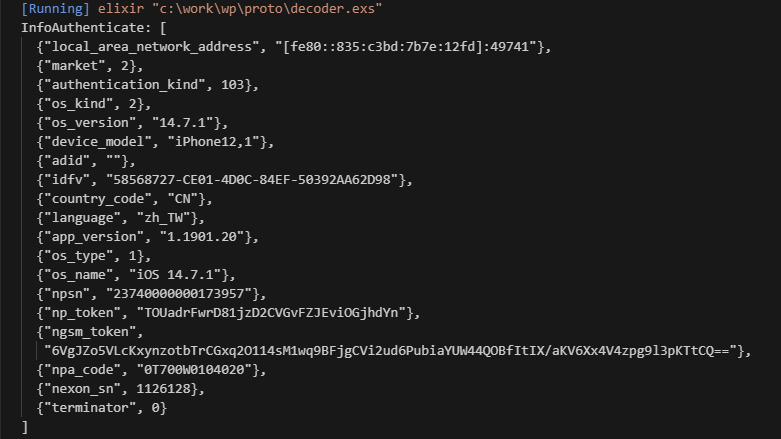 [Running] elixir "c:\work\wp\proto\decoder.exs"
InfoAuthenticate: [
{"local_area_network_address", "[fe80::835:c3bd:7b7e:12fd]:49741"},
{"market", 2},
{"authentication_kind", 103},
{"os_kind", 2},
{"os_version", "14.7.1"},
{"device_model", "iPhone12,1"},
{"adid", ""},
{"idfv", "58568727-CE01-4D0C-84EF-50392AA62D98"},
{"country_code", "CN"},
{"language", "zh_TW"},
{"app_version", "1.1901.20"},
{"os_type", 1},
{"os_name", "iOS 14.7.1"},
{"npsn", "23740000000173957"},
{"np_token", "TOUadrFwrD81jzD2CVGvFZJEviOGjhdYn"},
{"ngsm_token",
"6VgJZo5VLcKxynzotbTrCGxq2O114sM1wq9BFjgCVi2ud6PubiaYUW44QOBfItIX/aKV6Xx4V4zpg9l3pKTtCQ=="},
{"npa_code", "0T700W0104020"},
{"nexon_sn", 1126128},
{"terminator", 0}
]